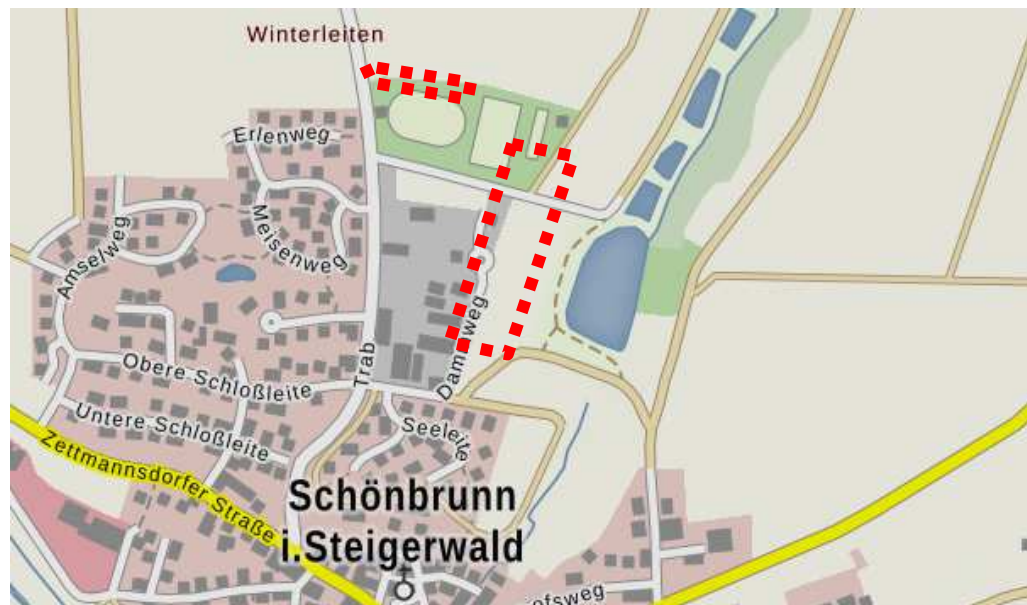 Winterleiten
Erlenweg
Meisenweg
Amselweg
Trab
Dammweg
Obere Schloßleite
Untere Schloßleite
Seeleite
Zettmannsdorfer Straße
Schönbrunn
i.Steigerwald